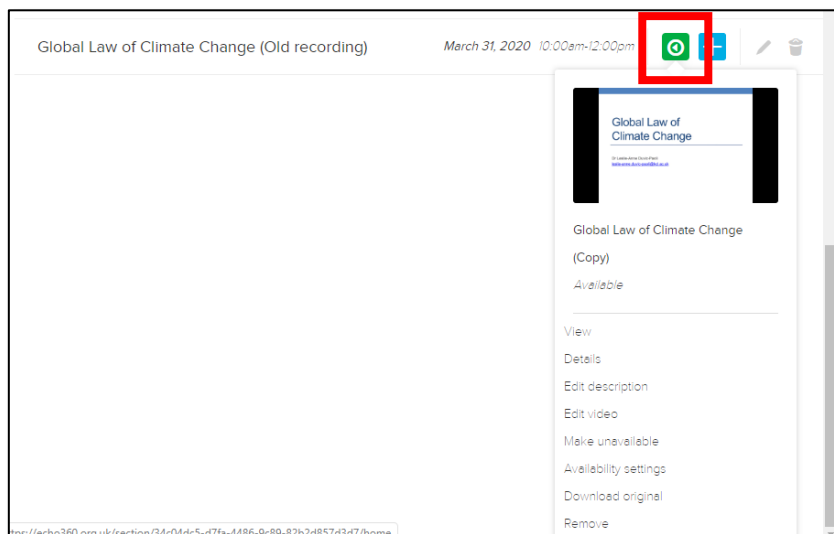 Global Law of Climate Change (Old recording)
March 31, 2020 10:00am-12:00pm
Global Law of
Climate Change
Global Law of Climate Change
(Copy)
Available
View
Details
Edit description
Edit video
Make unavailable
Availability settings
Download original
Remove